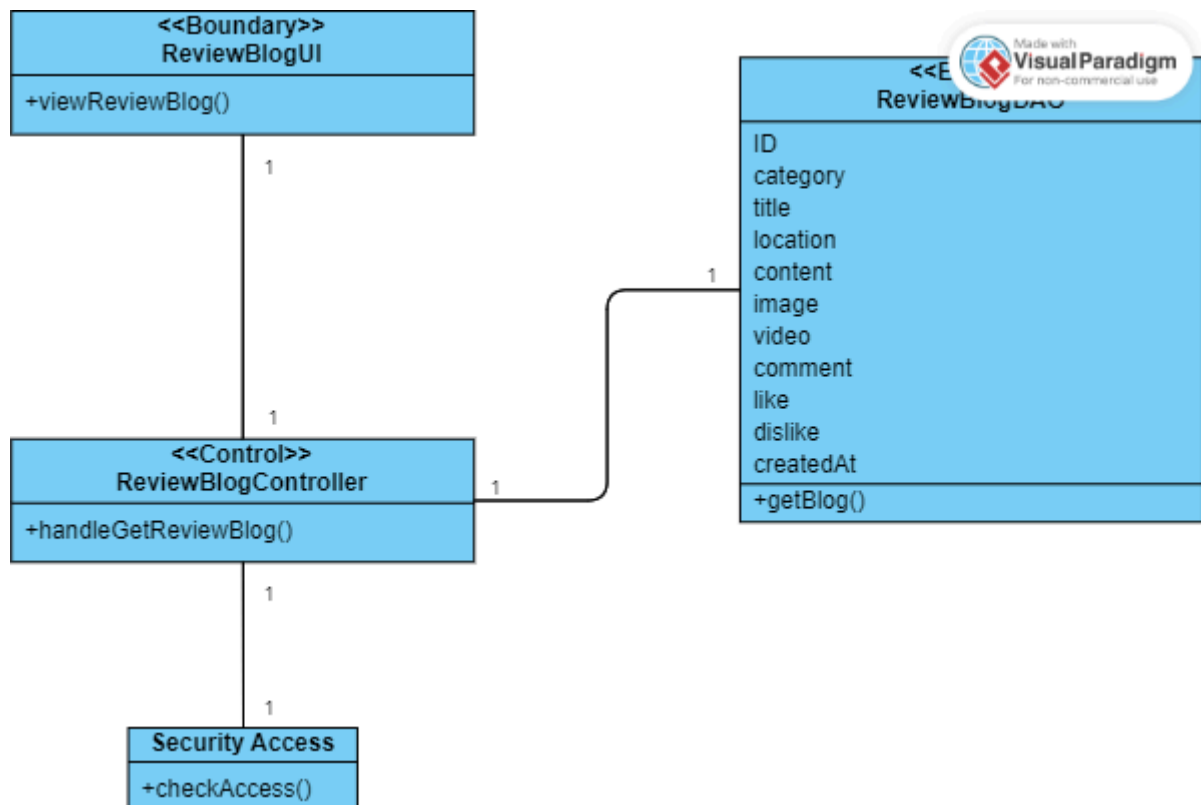 <<Boundary>>
ReviewBlogUI
+viewReviewBlog()
1
1
<<Control>>
ReviewBlogController
+handleGetReviewBlog()
1
1
1
1
Security Access
+checkAccess()
Made with
Visual Paradigm
For non-commercial use
<<E
ReviewBlogDAO
ID
category
title
location
content
image
video
comment
like
dislike
createdAt
+getBlog()